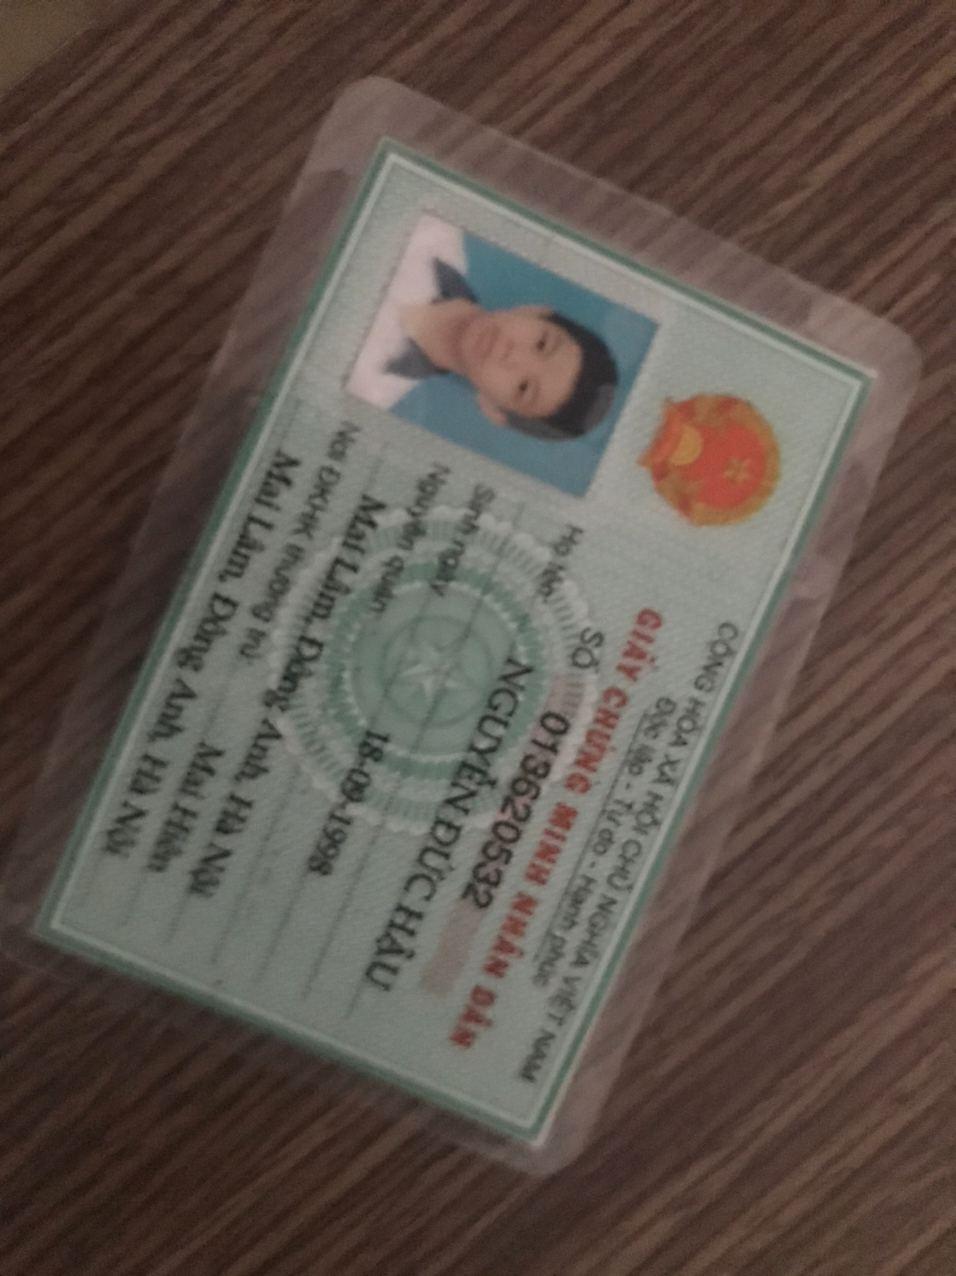 CỘNG HÒA XÃ HỘI CHỦ NGHĨA VIỆT NAM
Độc lập - Tự do - Hạnh phúc
GIẤY CHỨNG MINH NHÂN DÂN
SỐ 013620532
Họ tên: NGUYỄN ĐỨC HẬU
Sinh ngày 18-09-1998
Nguyên quán
Mai Lâm, Đông Anh, Hà Nội
Nơi ĐKHK thường trú: Mai Hiên
Mai Lâm, Đông Anh, Hà Nội